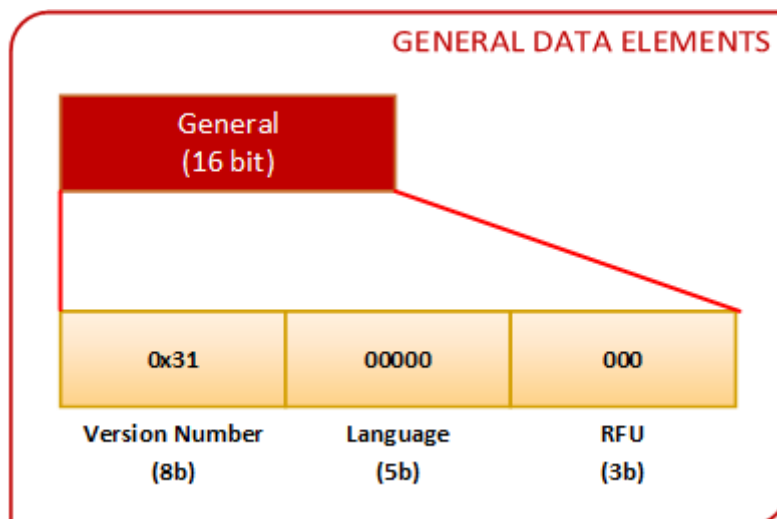 GENERAL DATA ELEMENTS
General
(16 bit)
0x31
00000
000
Version Number
(8b)
Language
(5b)
RFU
(3b)